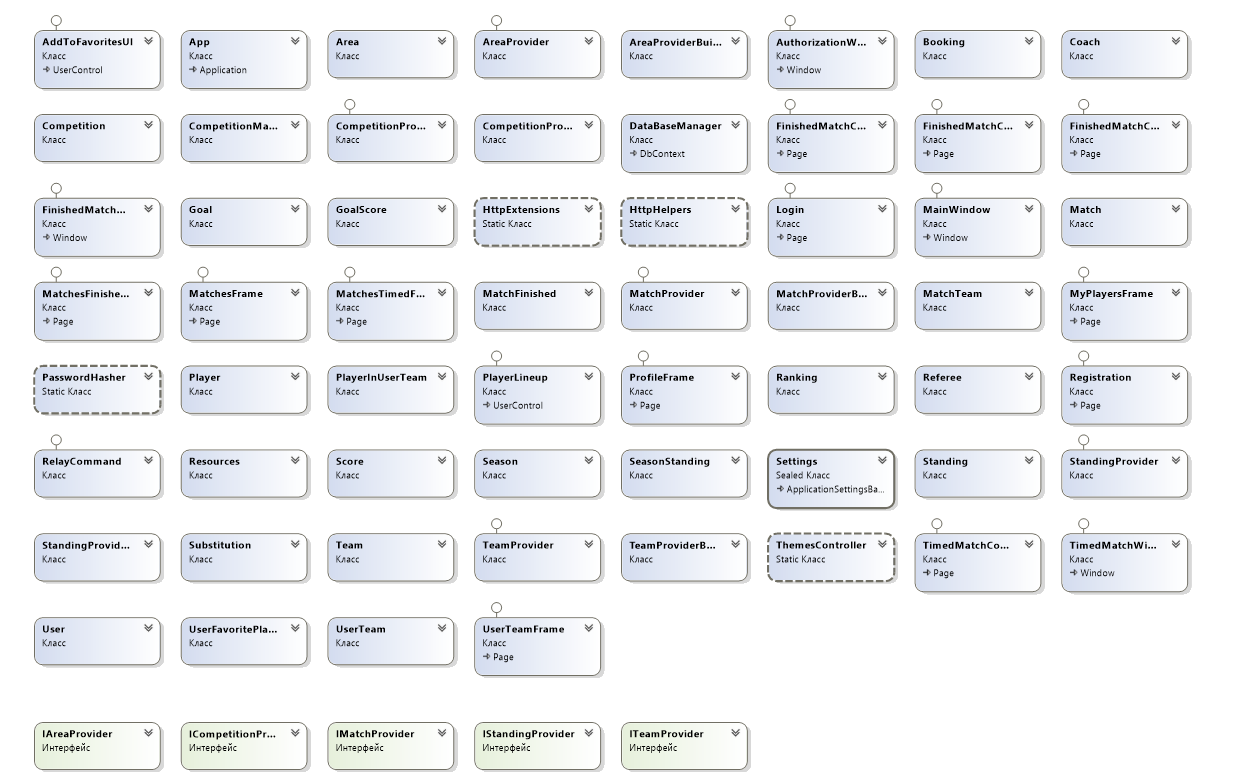 AddToFavoritesUI
Класс
UserControl
App
Класс
Application
Area
Класс
AreaProvider
Класс
AreaProviderBui...
Класс
AuthorizationW...
Класс
Window
Booking
Класс
Coach
Класс
Competition
Класс
CompetitionMa...
Класс
CompetitionPro...
Класс
CompetitionPro...
Класс
DataBaseManager
Класс
DbContext
FinishedMatchC...
Класс
Page
FinishedMatchC...
Класс
Page
FinishedMatchC...
Класс
Page
FinishedMatch...
Класс
Window
Goal
Класс
GoalScore
Класс
HttpExtensions
Static Класс
HttpHelpers
Static Класс
Login
Класс
Page
MainWindow
Класс
Window
Match
Класс
MatchesFinishe...
Класс
Page
MatchesFrame
Класс
Page
MatchesTimedF...
Класс
Page
MatchFinished
Класс
MatchProvider
Класс
MatchProviderB...
Класс
MatchTeam
Класс
MyPlayersFrame
Класс
Page
PasswordHasher
Static Класс
Player
Класс
PlayerInUserTeam
Класс
PlayerLineup
Класс
UserControl
ProfileFrame
Класс
Page
Ranking
Класс
Referee
Класс
Registration
Класс
Page
RelayCommand
Класс
Resources
Класс
Score
Класс
Season
Класс
SeasonStanding
Класс
Settings
Sealed Класс
ApplicationSettingsBa...
Standing
Класс
StandingProvider
Класс
StandingProvid...
Класс
Substitution
Класс
Team
Класс
TeamProvider
Класс
TeamProviderB...
Класс
ThemesController
Static Класс
TimedMatchCo...
Класс
Page
TimedMatchWi...
Класс
Window
User
Класс
UserFavoritePla...
Класс
UserTeam
Класс
UserTeamFrame
Класс
Page
IAreaProvider
Интерфейс
ICompetitionPr...
Интерфейс
IMatchProvider
Интерфейс
IStandingProvider
Интерфейс
ITeamProvider
Интерфейс